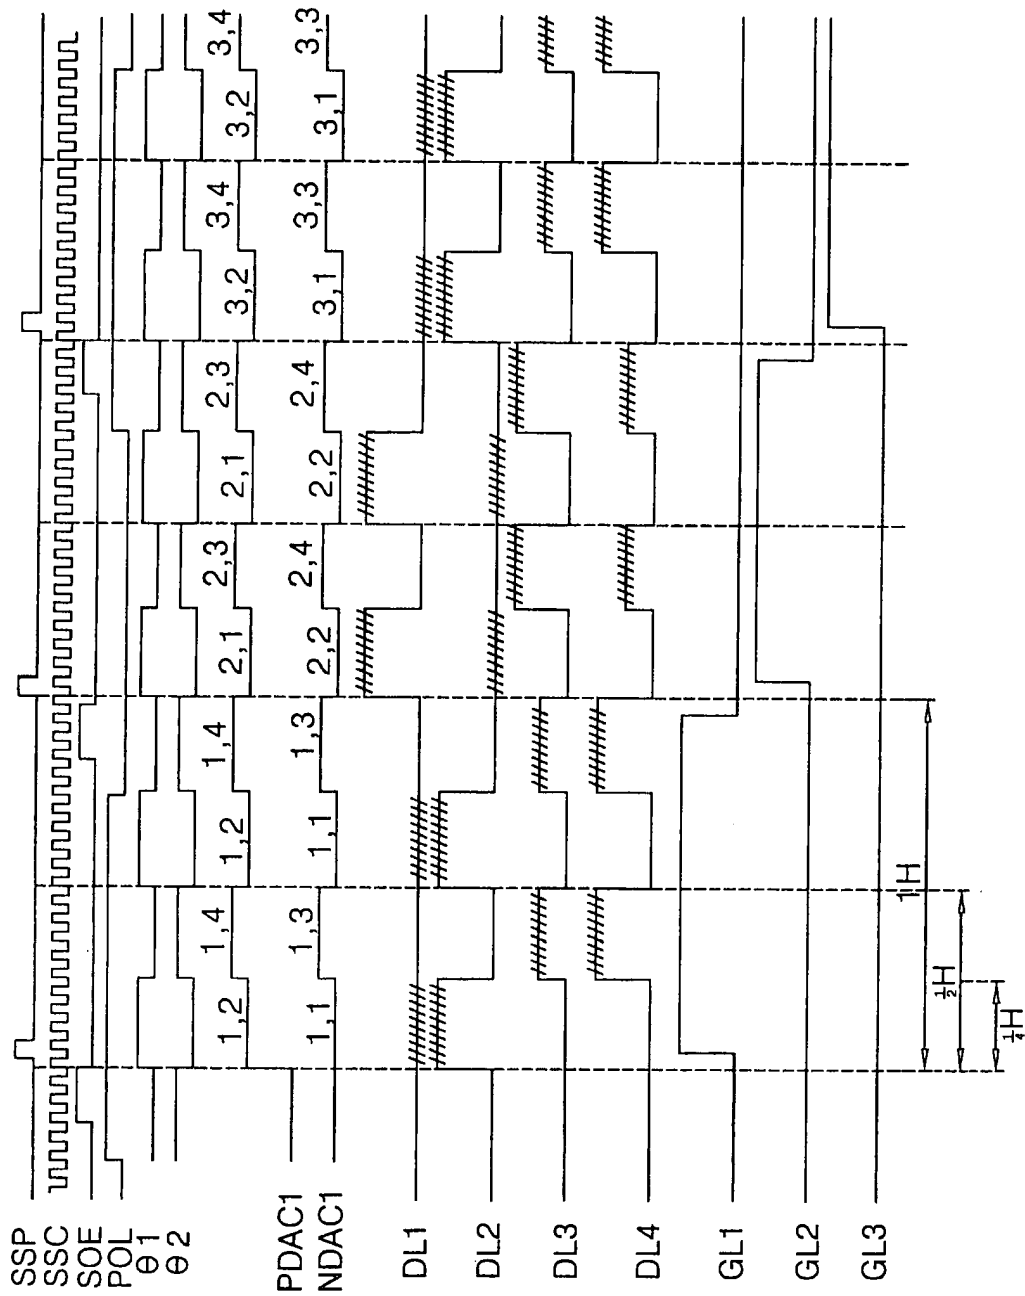 SSP
SSC
SOE
POL
θ1
θ2
PDAC1
1,2 1,4 1,2 1,4 2,1 2,3 2,1 2,3 3,2 3,4 3,2 3,4
NDAC1
1,1 1,3 1,1 1,3 2,2 2,4 2,2 2,4 3,1 3,3 3,1 3,3
DL1
DL2
DL3
DL4
GL1
GL2
GL3
1H
½H
¼H